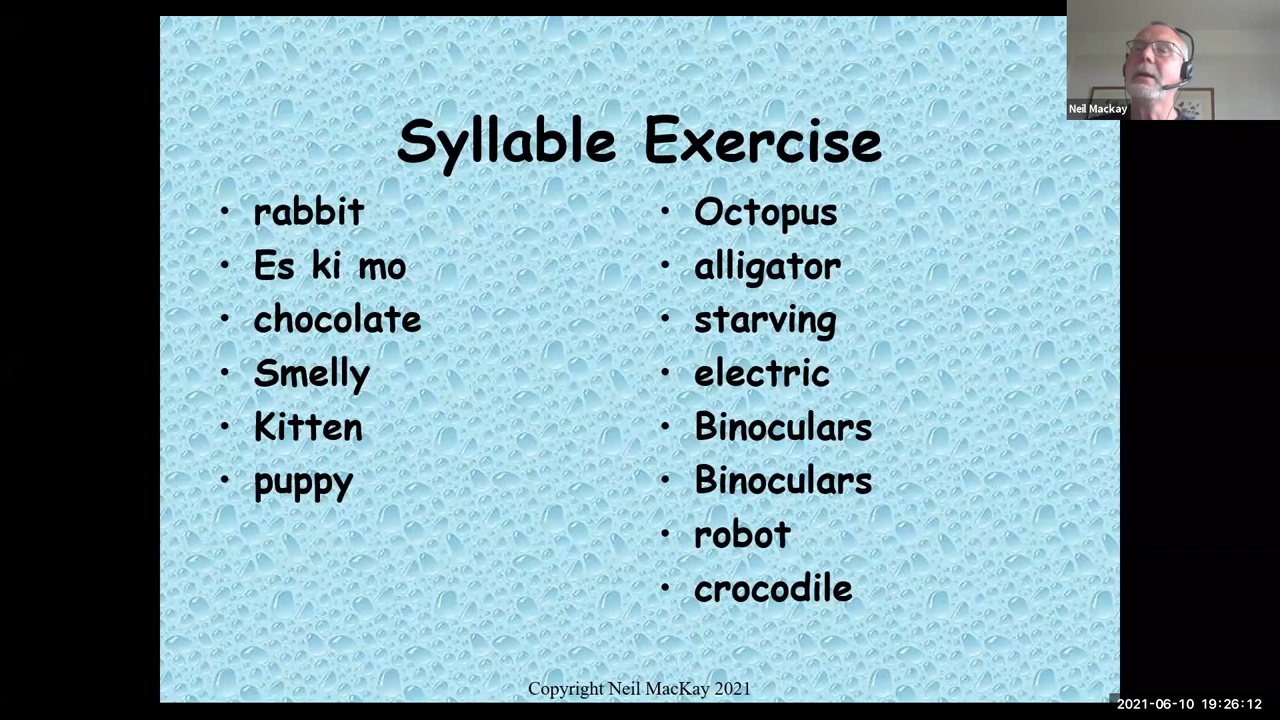 Neil Mackay
Syllable Exercise
• rabbit
• Es ki mo
• chocolate
• Smelly
• Kitten
• puppy
• Octopus
• alligator
• starving
• electric
• Binoculars
• Binoculars
• robot
• crocodile
Copyright Neil MacKay 2021
2021-06-10 19:26:12